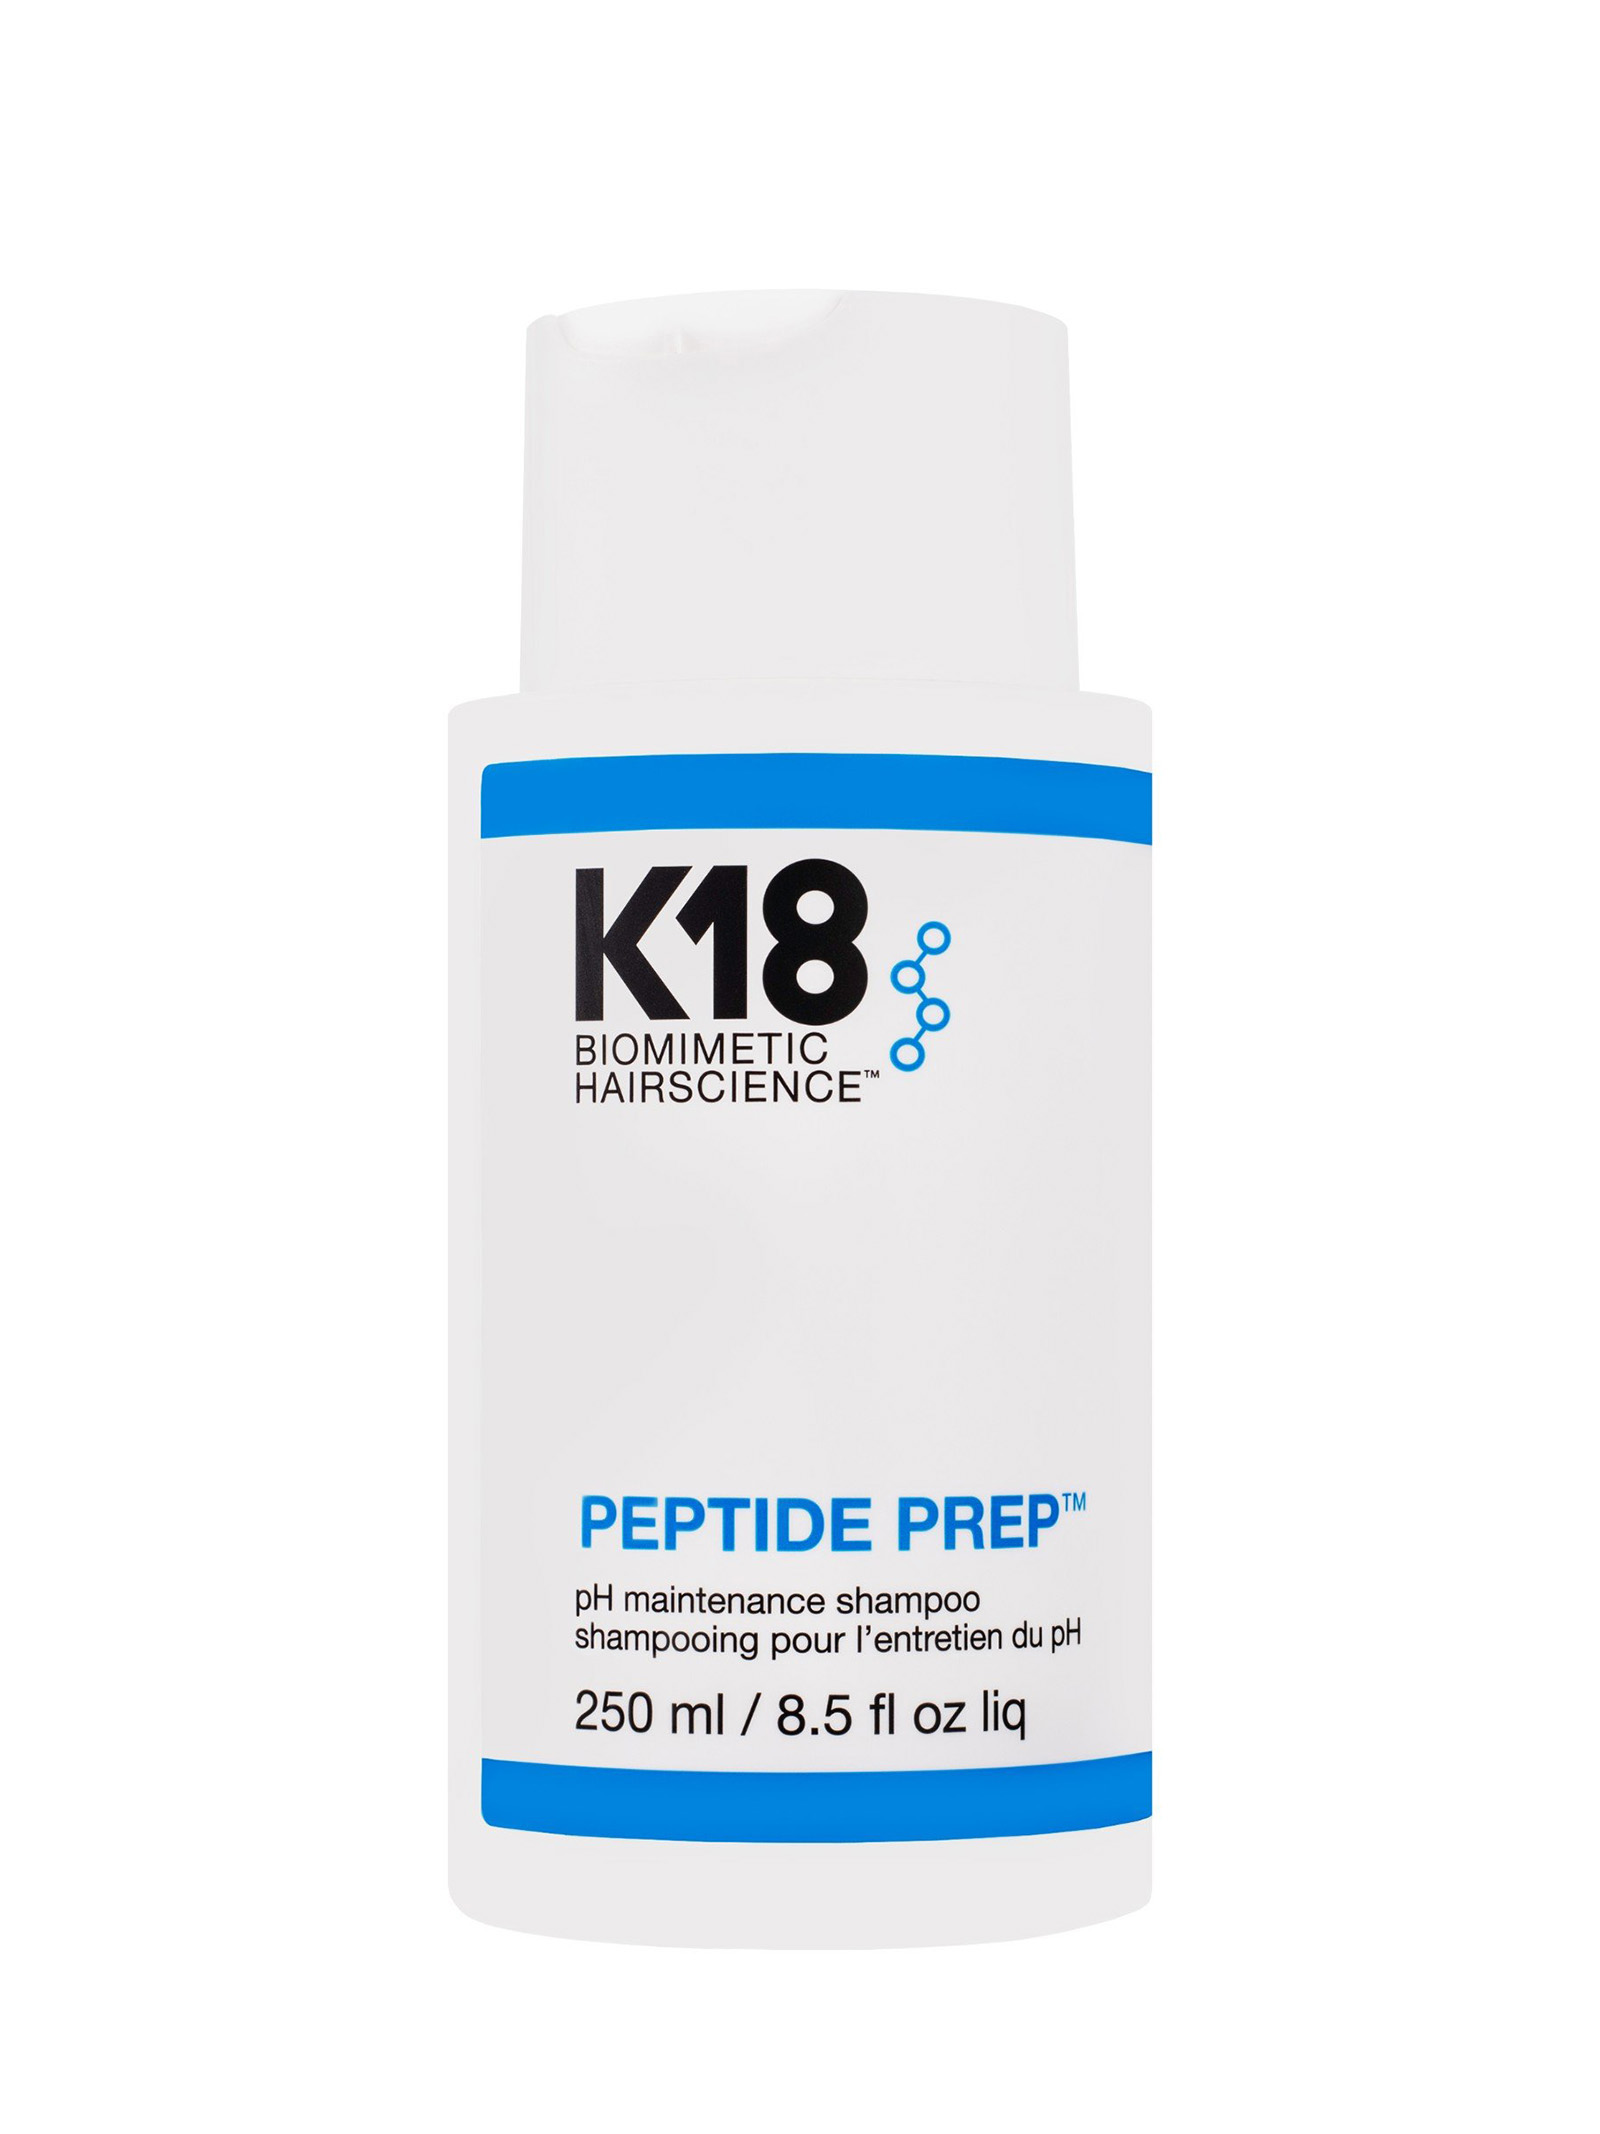 K18
BIOMIMETIC
HAIRSCIENCE™
PEPTIDE PREP™
pH maintenance shampoo
shampooing pour l'entretien du pH
250 ml / 8.5 fl oz liq